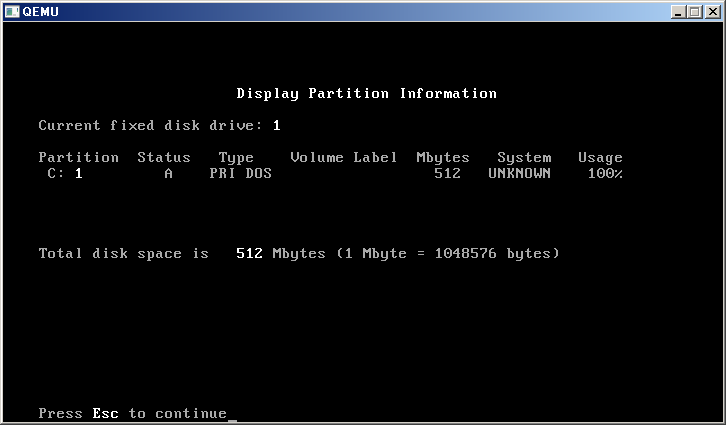 QEMU
Display Partition Information
Current fixed disk drive: 1
Partition  Status   Type    Volume Label  Mbytes   System   Usage
C: 1         A    PRI DOS                  512   UNKNOWN    100%
Total disk space is   512 Mbytes (1 Mbyte = 1048576 bytes)
Press Esc to continue_